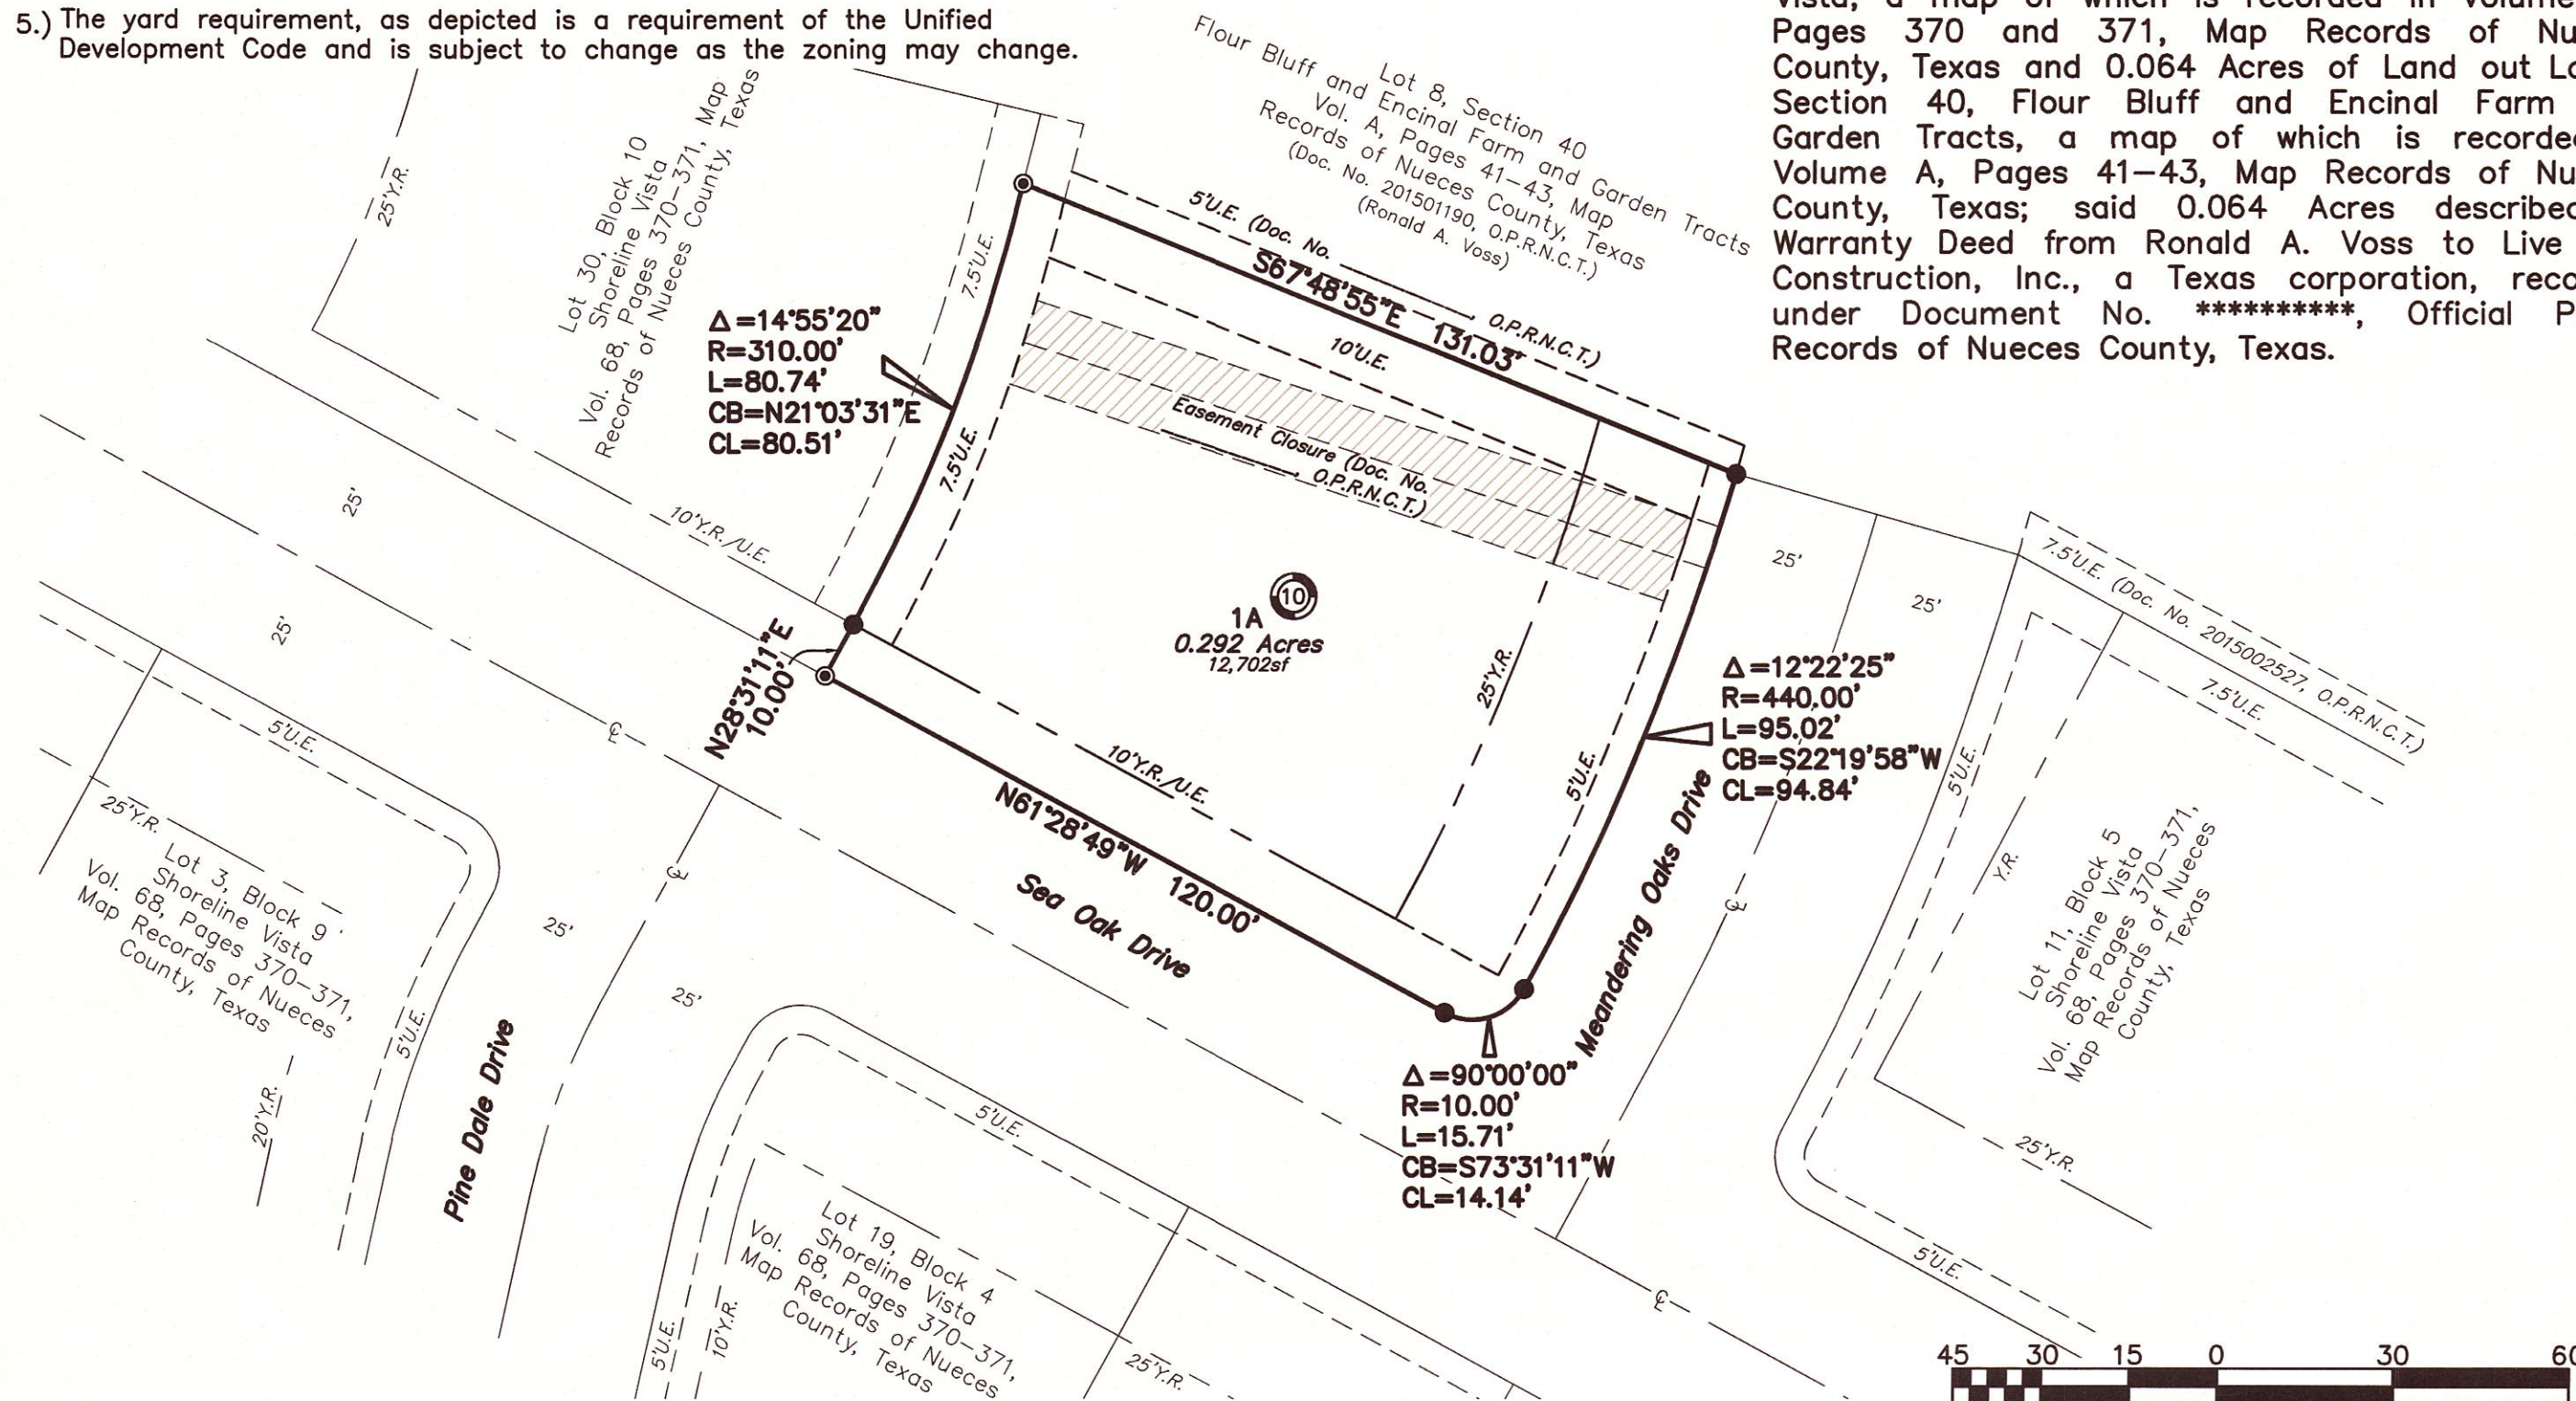 5.) The yard requirement, as depicted is a requirement of the Unified
Development Code and is subject to change as the zoning may change.
Pages 370 and 371, Map Records of
County, Texas and 0.064 Acres of Land out
Section 40, Flour Bluff and Encinal Farm
Garden Tracts, a map of which is
Volume A, Pages 41-43, Map Records of
County, Texas; said 0.064 Acres described
Warranty Deed from Ronald A. Voss to Live
Construction, Inc., a Texas corporation,
under Document No. **********, Official
Records of Nueces County, Texas.
Lot 8, Section 40
Flour Bluff and Encinal Farm and Garden Tracts
Vol. A, Pages 41-43, Map
Records of Nueces County, Texas
(Doc. No. 201501190, O.P.R.N.C.T.)
(Ronald A. Voss)
25'Y.R.
Lot 30, Block 10
Shoreline Vista
Vol. 68, Pages 370-371, Map
Records of Nueces County, Texas
7.5'U.E.
7.5'U.E.
5'U.E. (Doc. No.
O.P.R.N.C.T.)
S67°48'55"E 131.03'
10'U.E.
Easement Closure (Doc. No.
O.P.R.N.C.T.)
Δ=14°55'20"
R=310.00'
L=80.74'
CB=N21°03'31"E
CL=80.51'
10'Y.R./U.E.
25'
25'
N28°31'11"E
10.00'
10
1A
0.292 Acres
12,702sf
25'Y.R.
5'U.E.
10'Y.R./U.E.
N61°28'49"W 120.00'
Sea Oak Drive
Meandering Oaks Drive
Δ=12°22'25"
R=440.00'
L=95.02'
CB=S22°19'58"W
CL=94.84'
Δ=90°00'00"
R=10.00'
L=15.71'
CB=S73°31'11"W
CL=14.14'
25'
25'
7.5'U.E. (Doc. No. 2015002527, O.P.R.N.C.T.)
7.5'U.E.
5'U.E.
Y.R.
Lot 11, Block 5
Shoreline Vista
Vol. 68, Pages 370-371,
Map Records of Nueces
County, Texas
25'Y.R.
5'U.E.
5'U.E.
25'Y.R.
Lot 3, Block 9
Shoreline Vista
Vol. 68, Pages 370-371,
Map Records of Nueces
County, Texas
20'Y.R.
5'U.E.
Pine Dale Drive
25'
25'
5'U.E.
Lot 19, Block 4
Shoreline Vista
Vol. 68, Pages 370-371,
Map Records of Nueces
County, Texas
5'U.E.
10'Y.R.
25'Y.R.
45 30 15 0 30